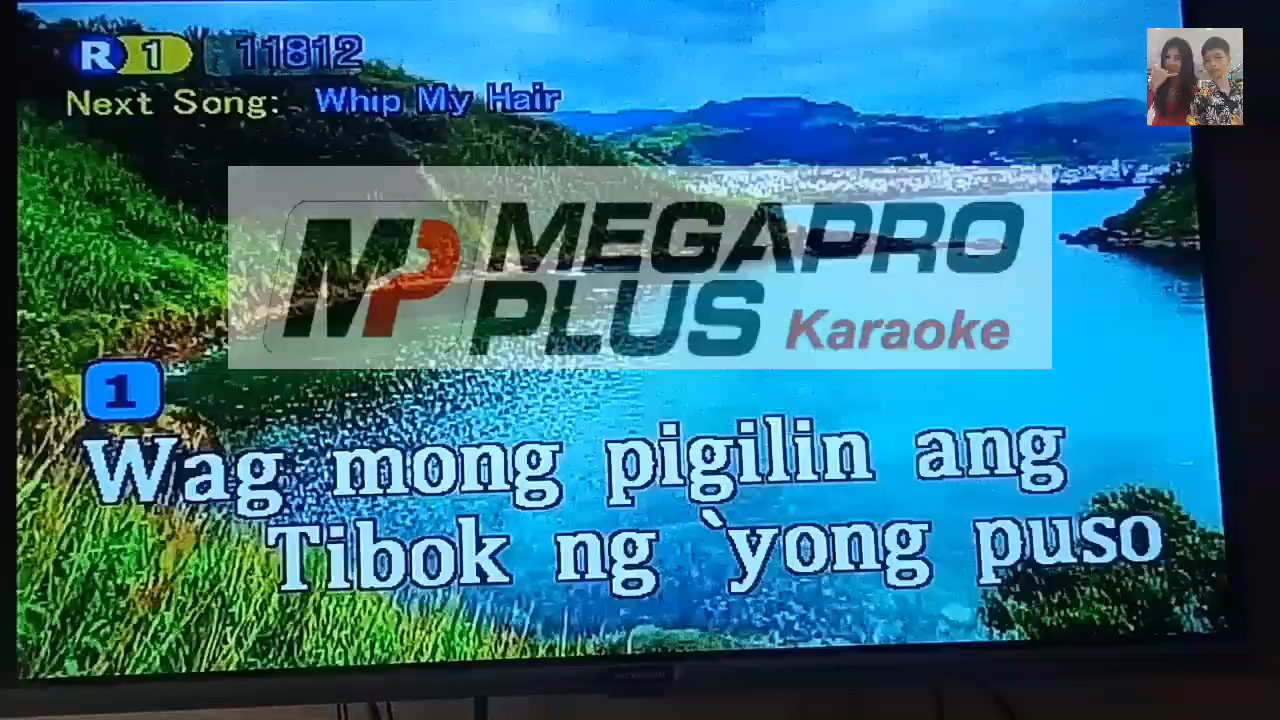 R 1 11812
Next Song: Whip My Hair
MP MEGAPRO
PLUS Karaoke
1
Wag mong pigilin ang
Tibok ng `yong puso